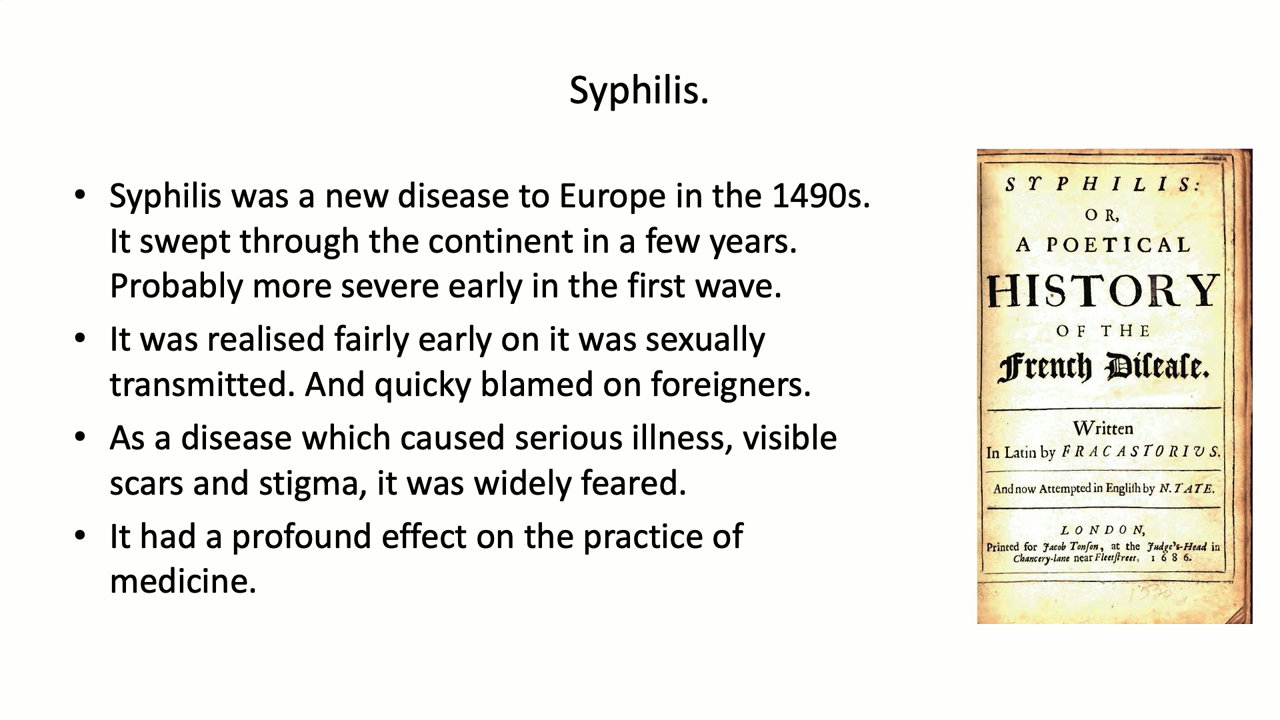 Syphilis.
• Syphilis was a new disease to Europe in the 1490s.
It swept through the continent in a few years.
Probably more severe early in the first wave.
• It was realised fairly early on it was sexually
transmitted. And quicky blamed on foreigners.
• As a disease which caused serious illness, visible
scars and stigma, it was widely feared.
• It had a profound effect on the practice of
medicine.
SYPHILIS:
OR,
A POETICAL
HISTORY
OF THE
French Diſeaſe.
Written
In Latin by FRACASTORIUS.
And now Attempted in Engliſh by N. TATE.
LONDON,
Printed for Jacob Tonſon, at the Judge's-Head in
Chancery-lane near Fleetſtreet, 1686.